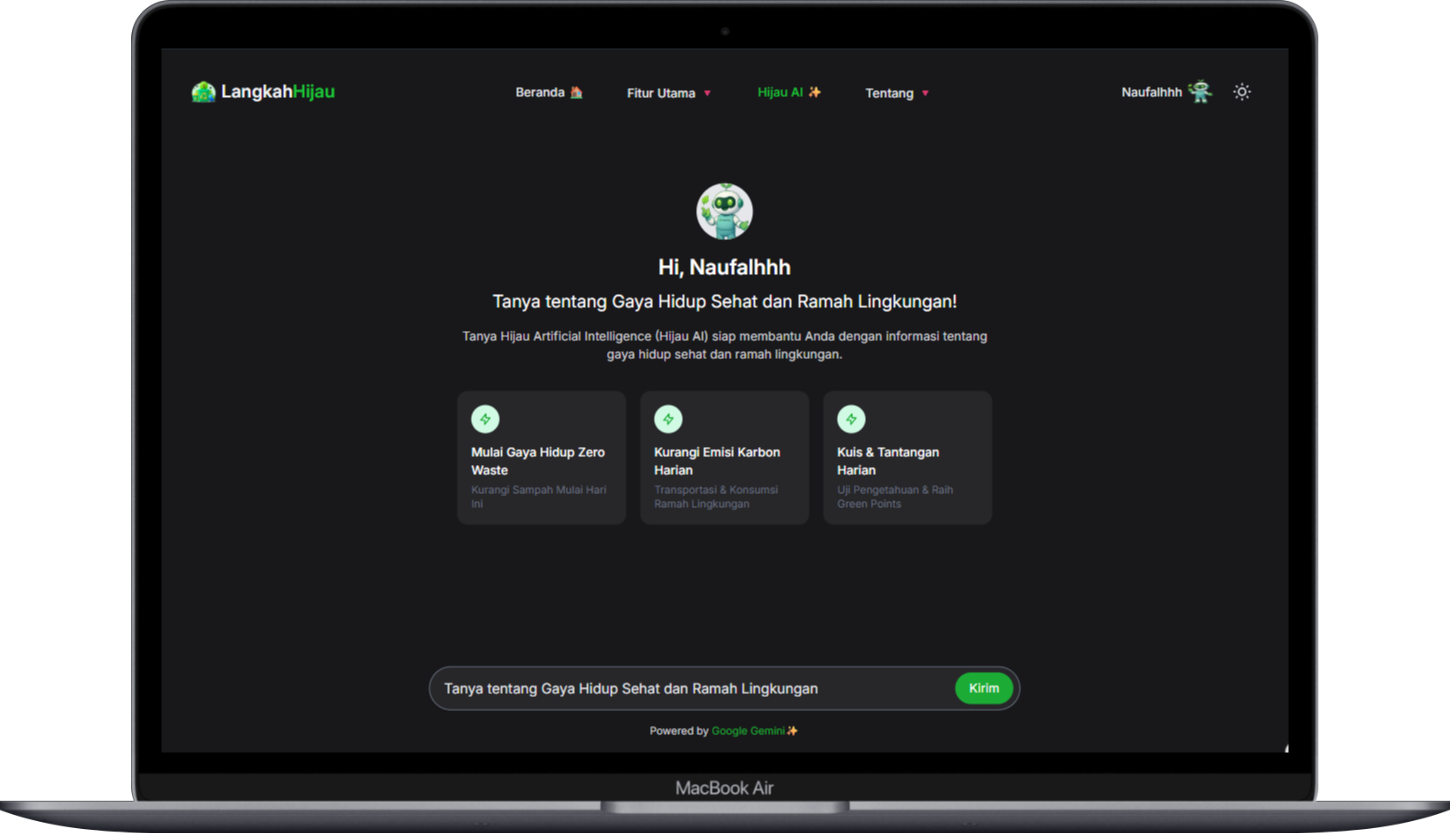 LangkahHijau
Beranda
Fitur Utama
Hijau AI
Tentang
Naufalhhh
Hi, Naufalhhh
Tanya tentang Gaya Hidup Sehat dan Ramah Lingkungan!
Tanya Hijau Artificial Intelligence (Hijau AI) siap membantu Anda dengan informasi tentang
gaya hidup sehat dan ramah lingkungan.
Mulai Gaya Hidup Zero
Waste
Kurangi Sampah Mulai Hari
Ini
Kurangi Emisi Karbon
Harian
Transportasi & Konsumsi
Ramah Lingkungan
Kuis & Tantangan
Harian
Uji Pengetahuan & Raih
Green Points
Tanya tentang Gaya Hidup Sehat dan Ramah Lingkungan
Kirim
Powered by Google Gemini
MacBook Air